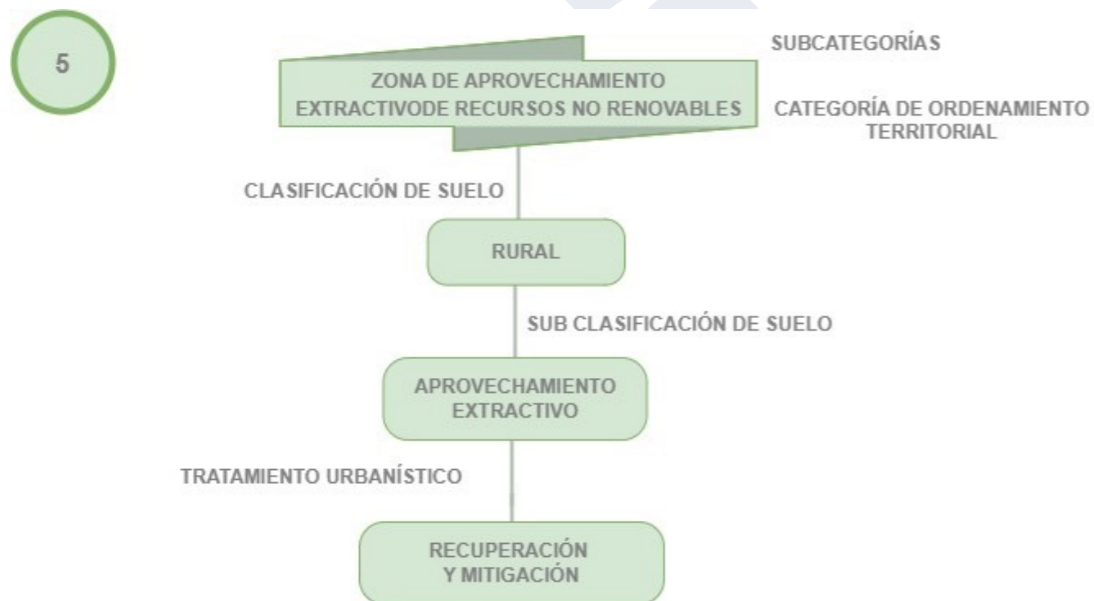 5
SUBCATEGORÍAS
ZONA DE APROVECHAMIENTO
EXTRACTIVODE RECURSOS NO RENOVABLES
CATEGORÍA DE ORDENAMIENTO
TERRITORIAL
CLASIFICACIÓN DE SUELO
RURAL
SUB CLASIFICACIÓN DE SUELO
APROVECHAMIENTO
EXTRACTIVO
TRATAMIENTO URBANÍSTICO
RECUPERACIÓN
Y MITIGACIÓN